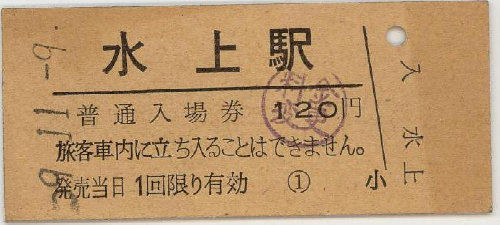 水上駅
普通入場券 120円
旅客車内に立ち入ることはできません。
発売当日1回限り有効 ① 小
入 水上
11.-9.